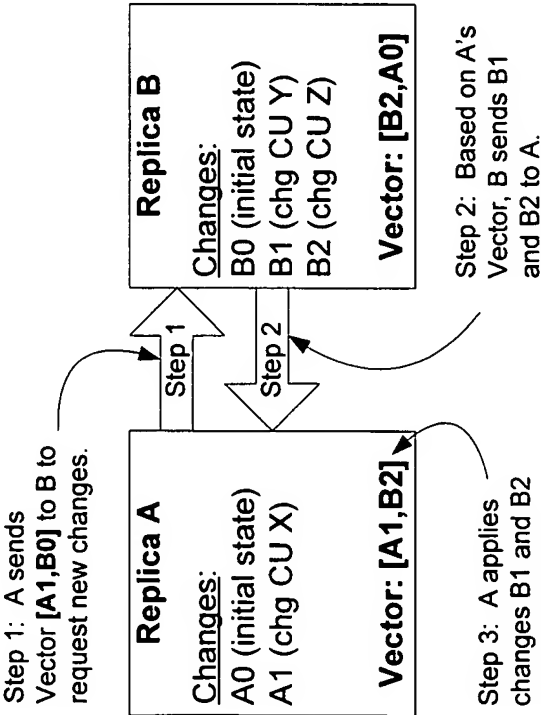 Step 1: A sends
Vector [A1,B0] to B to
request new changes.
Replica A
Changes:
A0 (initial state)
A1 (chg CU X)
Vector: [A1,B2]
Step 1
Step 2
Replica B
Changes:
B0 (initial state)
B1 (chg CU Y)
B2 (chg CU Z)
Vector: [B2,A0]
Step 2: Based on A's
Vector, B sends B1
and B2 to A.
Step 3: A applies
changes B1 and B2